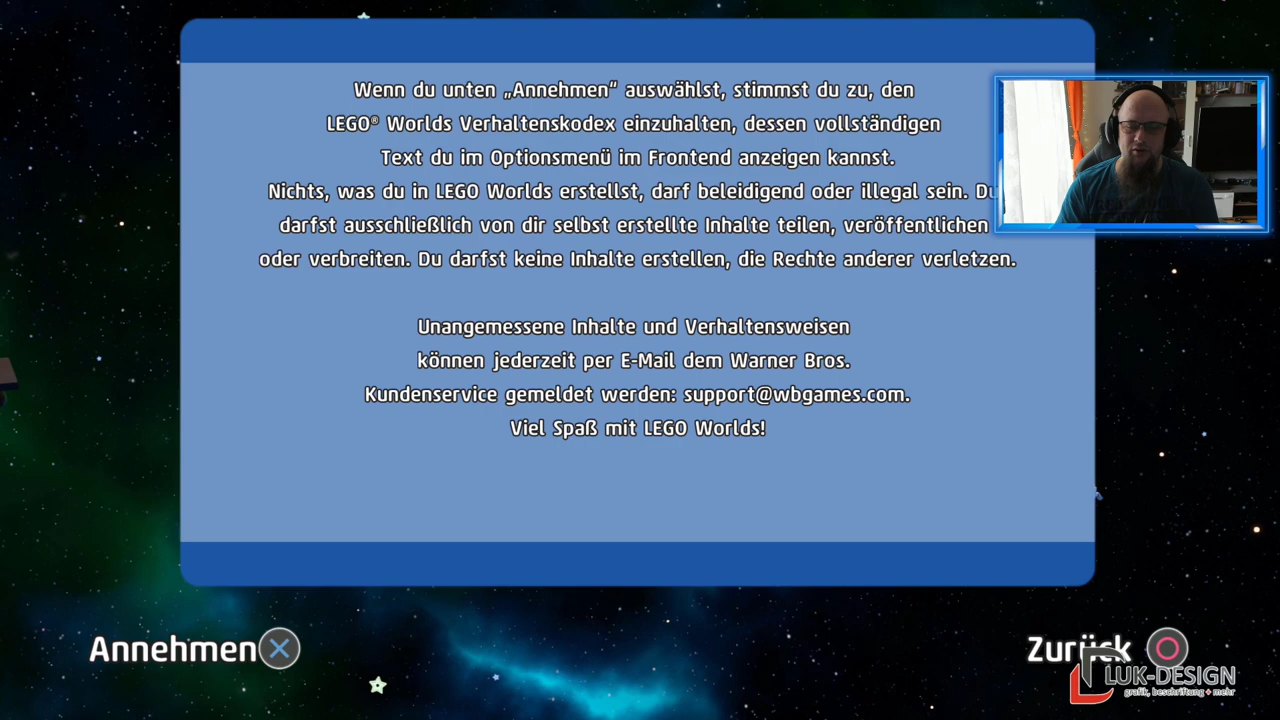 Wenn du unten „Annehmen“ auswählst, stimmst du zu, den
LEGO® Worlds Verhaltenskodex einzuhalten, dessen vollständigen
Text du im Optionsmenü im Frontend anzeigen kannst.
Nichts, was du in LEGO Worlds erstellst, darf beleidigend oder illegal sein. Du
darfst ausschließlich von dir selbst erstellte Inhalte teilen, veröffentlichen
oder verbreiten. Du darfst keine Inhalte erstellen, die Rechte anderer verletzen.
Unangemessene Inhalte und Verhaltensweisen
können jederzeit per E-Mail dem Warner Bros.
Kundenservice gemeldet werden: support@wbgames.com.
Viel Spaß mit LEGO Worlds!
Annehmen
Zurück
LUK-DESIGN
grafik, beschriftung + mehr